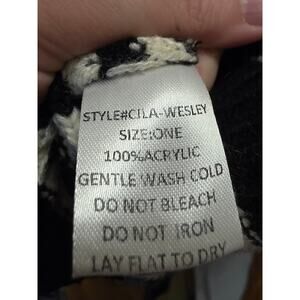 STYLE#CILA-WESLEY
SIZE:ONE
100%ACRYLIC
GENTLE WASH COLD
DO NOT BLEACH
DO NOT IRON
LAY FLAT TO DRY